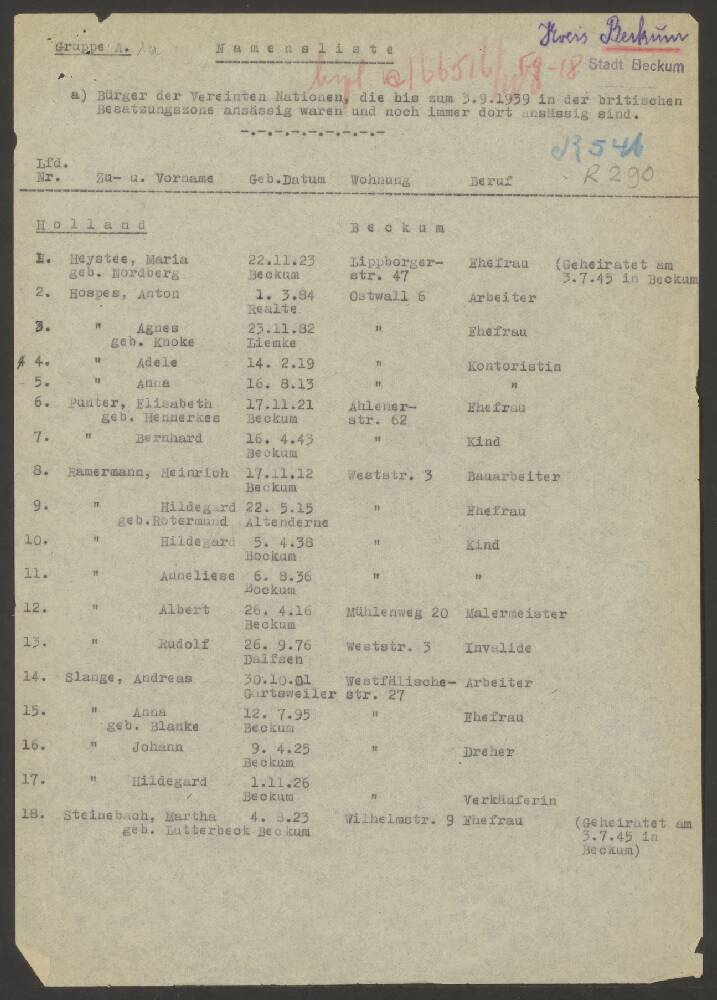 Kreis Beckum
Gruppe A. Namensliste
Stadt Beckum
a) Bürger der Vereinten Nationen, die bis zum 3.9.1939 in der britischen
Besatzungszone ansässig waren und noch immer dort ansässig sind.
-.-.-.-.-.-.-.-.-
R 546
R 290
Lfd.
Nr. Zu- u. Vorname Geb.Datum Wohnung Beruf
Holland Beckum
1. Heystee, Maria 22.11.23 Lippborger- Ehefrau (Geheiratet am
geb. Nordberg Beckum str. 47 3.7.45 in Beckum
2. Hospes, Anton 1. 3.84 Ostwall 6 Arbeiter
Realte
3. " Agnes 23.11.82 " Ehefrau
geb. Knoke Liemke
4. " Adele 14. 2.19 " Kontoristin
5. " Anna 16. 8.13 " "
6. Punter, Elisabeth 17.11.21 Ahlener- Ehefrau
geb. Hennerkes Beckum str. 62
7. " Bernhard 16. 4.43 " Kind
Beckum
8. Ramermann, Heinrich 17.11.12 Weststr. 3 Bauarbeiter
Beckum
9. " Hildegard 22. 5.15 " Ehefrau
geb.Rotermund Altenderne
10. " Hildegard 5. 4.38 " Kind
Beckum
11. " Anneliese 6. 8.36 " "
Beckum
12. " Albert 26. 4.16 Mühlenweg 20 Malermeister
Beckum
13. " Rudolf 26. 9.76 Weststr. 3 Invalide
Dalfsen
14. Slange, Andreas 30.10.01 Westfälische- Arbeiter
Gartsweiler str. 27
15. " Anna 12. 7.95 " Ehefrau
geb. Blanke Beckum
16. " Johann 9. 4.25 " Dreher
Beckum
17. " Hildegard 1.11.26
Beckum " Verkäuferin
18. Steinebach, Martha 4. 8.23 Wilhelmstr. 9 Ehefrau (Geheiratet am
geb. Lütterbeck Beckum 3.7.45 in
Beckum)